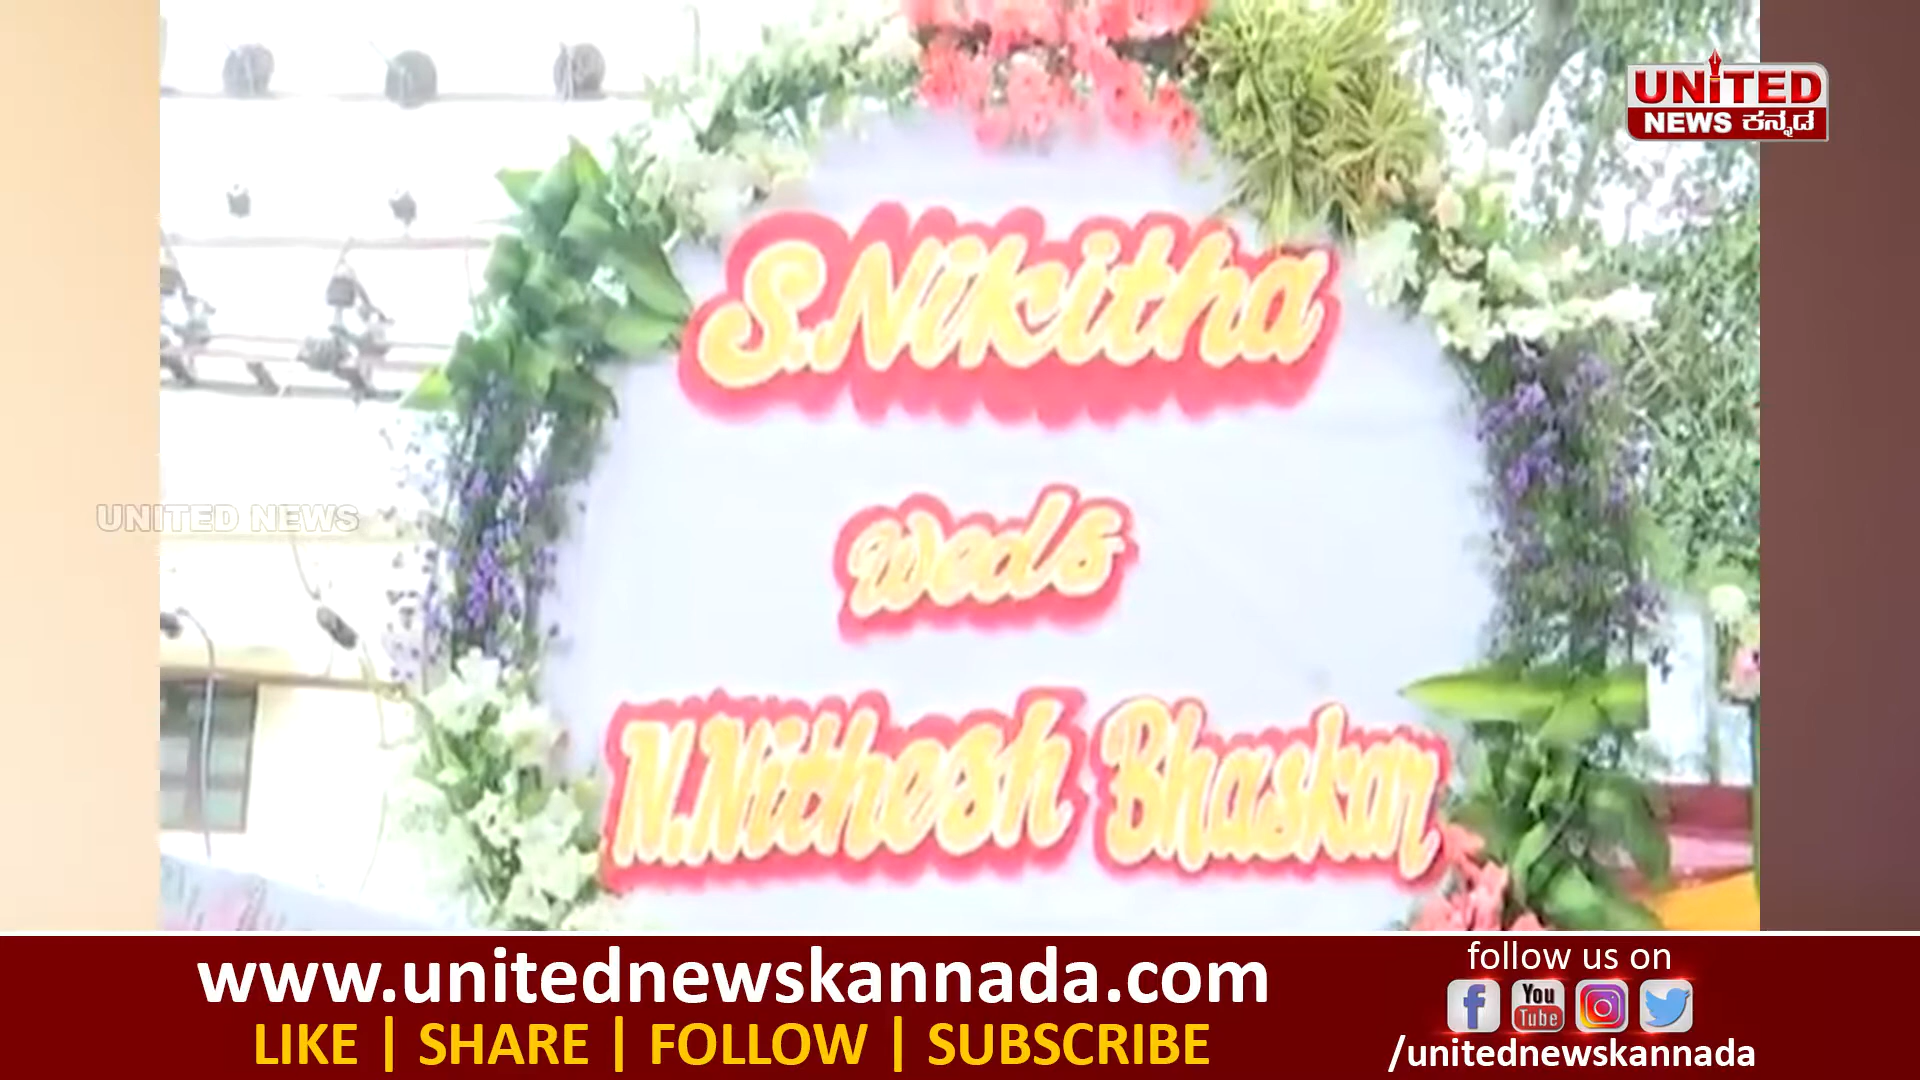 UNITED
NEWS ಕನ್ನಡ
S.Nikitha
weds
N.Nithesh Bhaskar
UNITED NEWS
www.unitednewskannada.com
LIKE | SHARE | FOLLOW | SUBSCRIBE
follow us on
f You Tube
/unitednewskannada